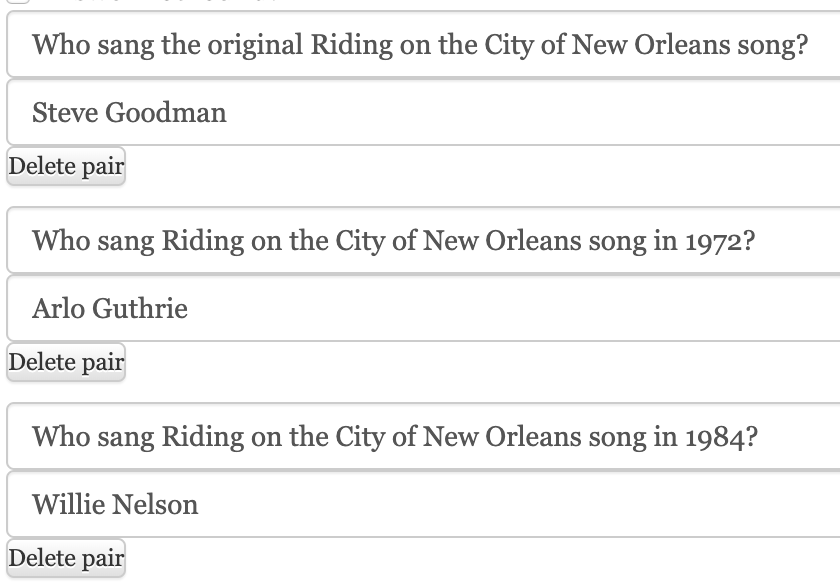 Who sang the original Riding on the City of New Orleans song?
Steve Goodman
Delete pair
Who sang Riding on the City of New Orleans song in 1972?
Arlo Guthrie
Delete pair
Who sang Riding on the City of New Orleans song in 1984?
Willie Nelson
Delete pair